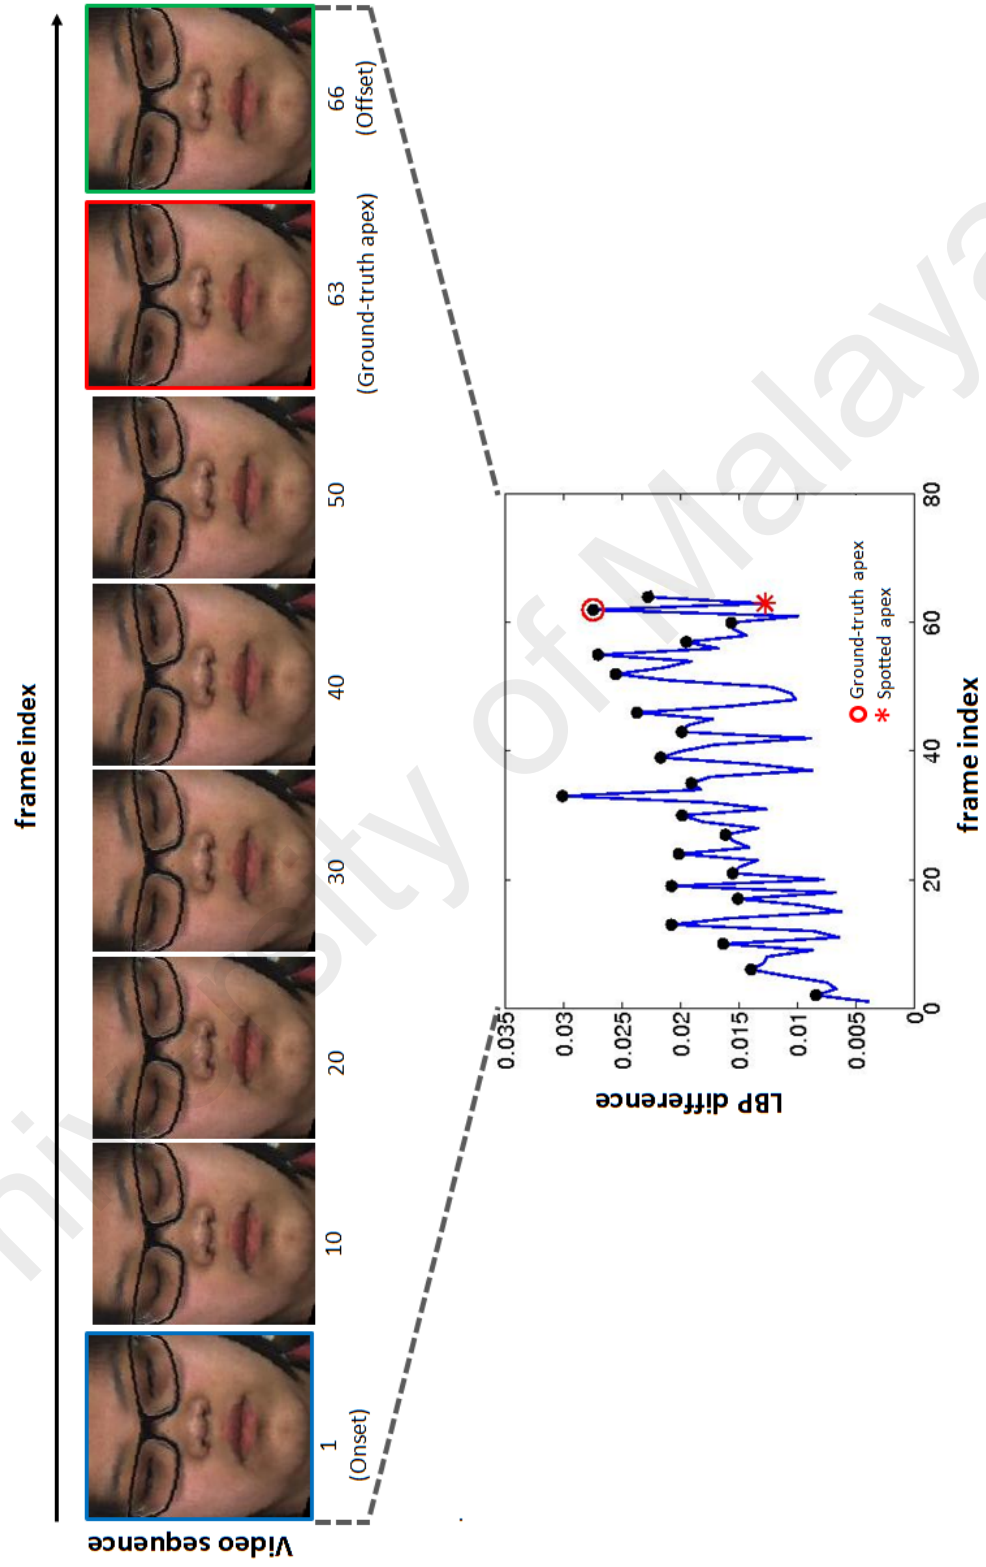 frame index
Video sequence
1
(Onset)
10
20
30
40
50
63
(Ground-truth apex)
66
(Offset)
LBP difference
0.035
0.03
0.025
0.02
0.015
0.01
0.005
0
0
20
40
60
80
Ground-truth apex
Spotted apex
frame index
University of Malaya